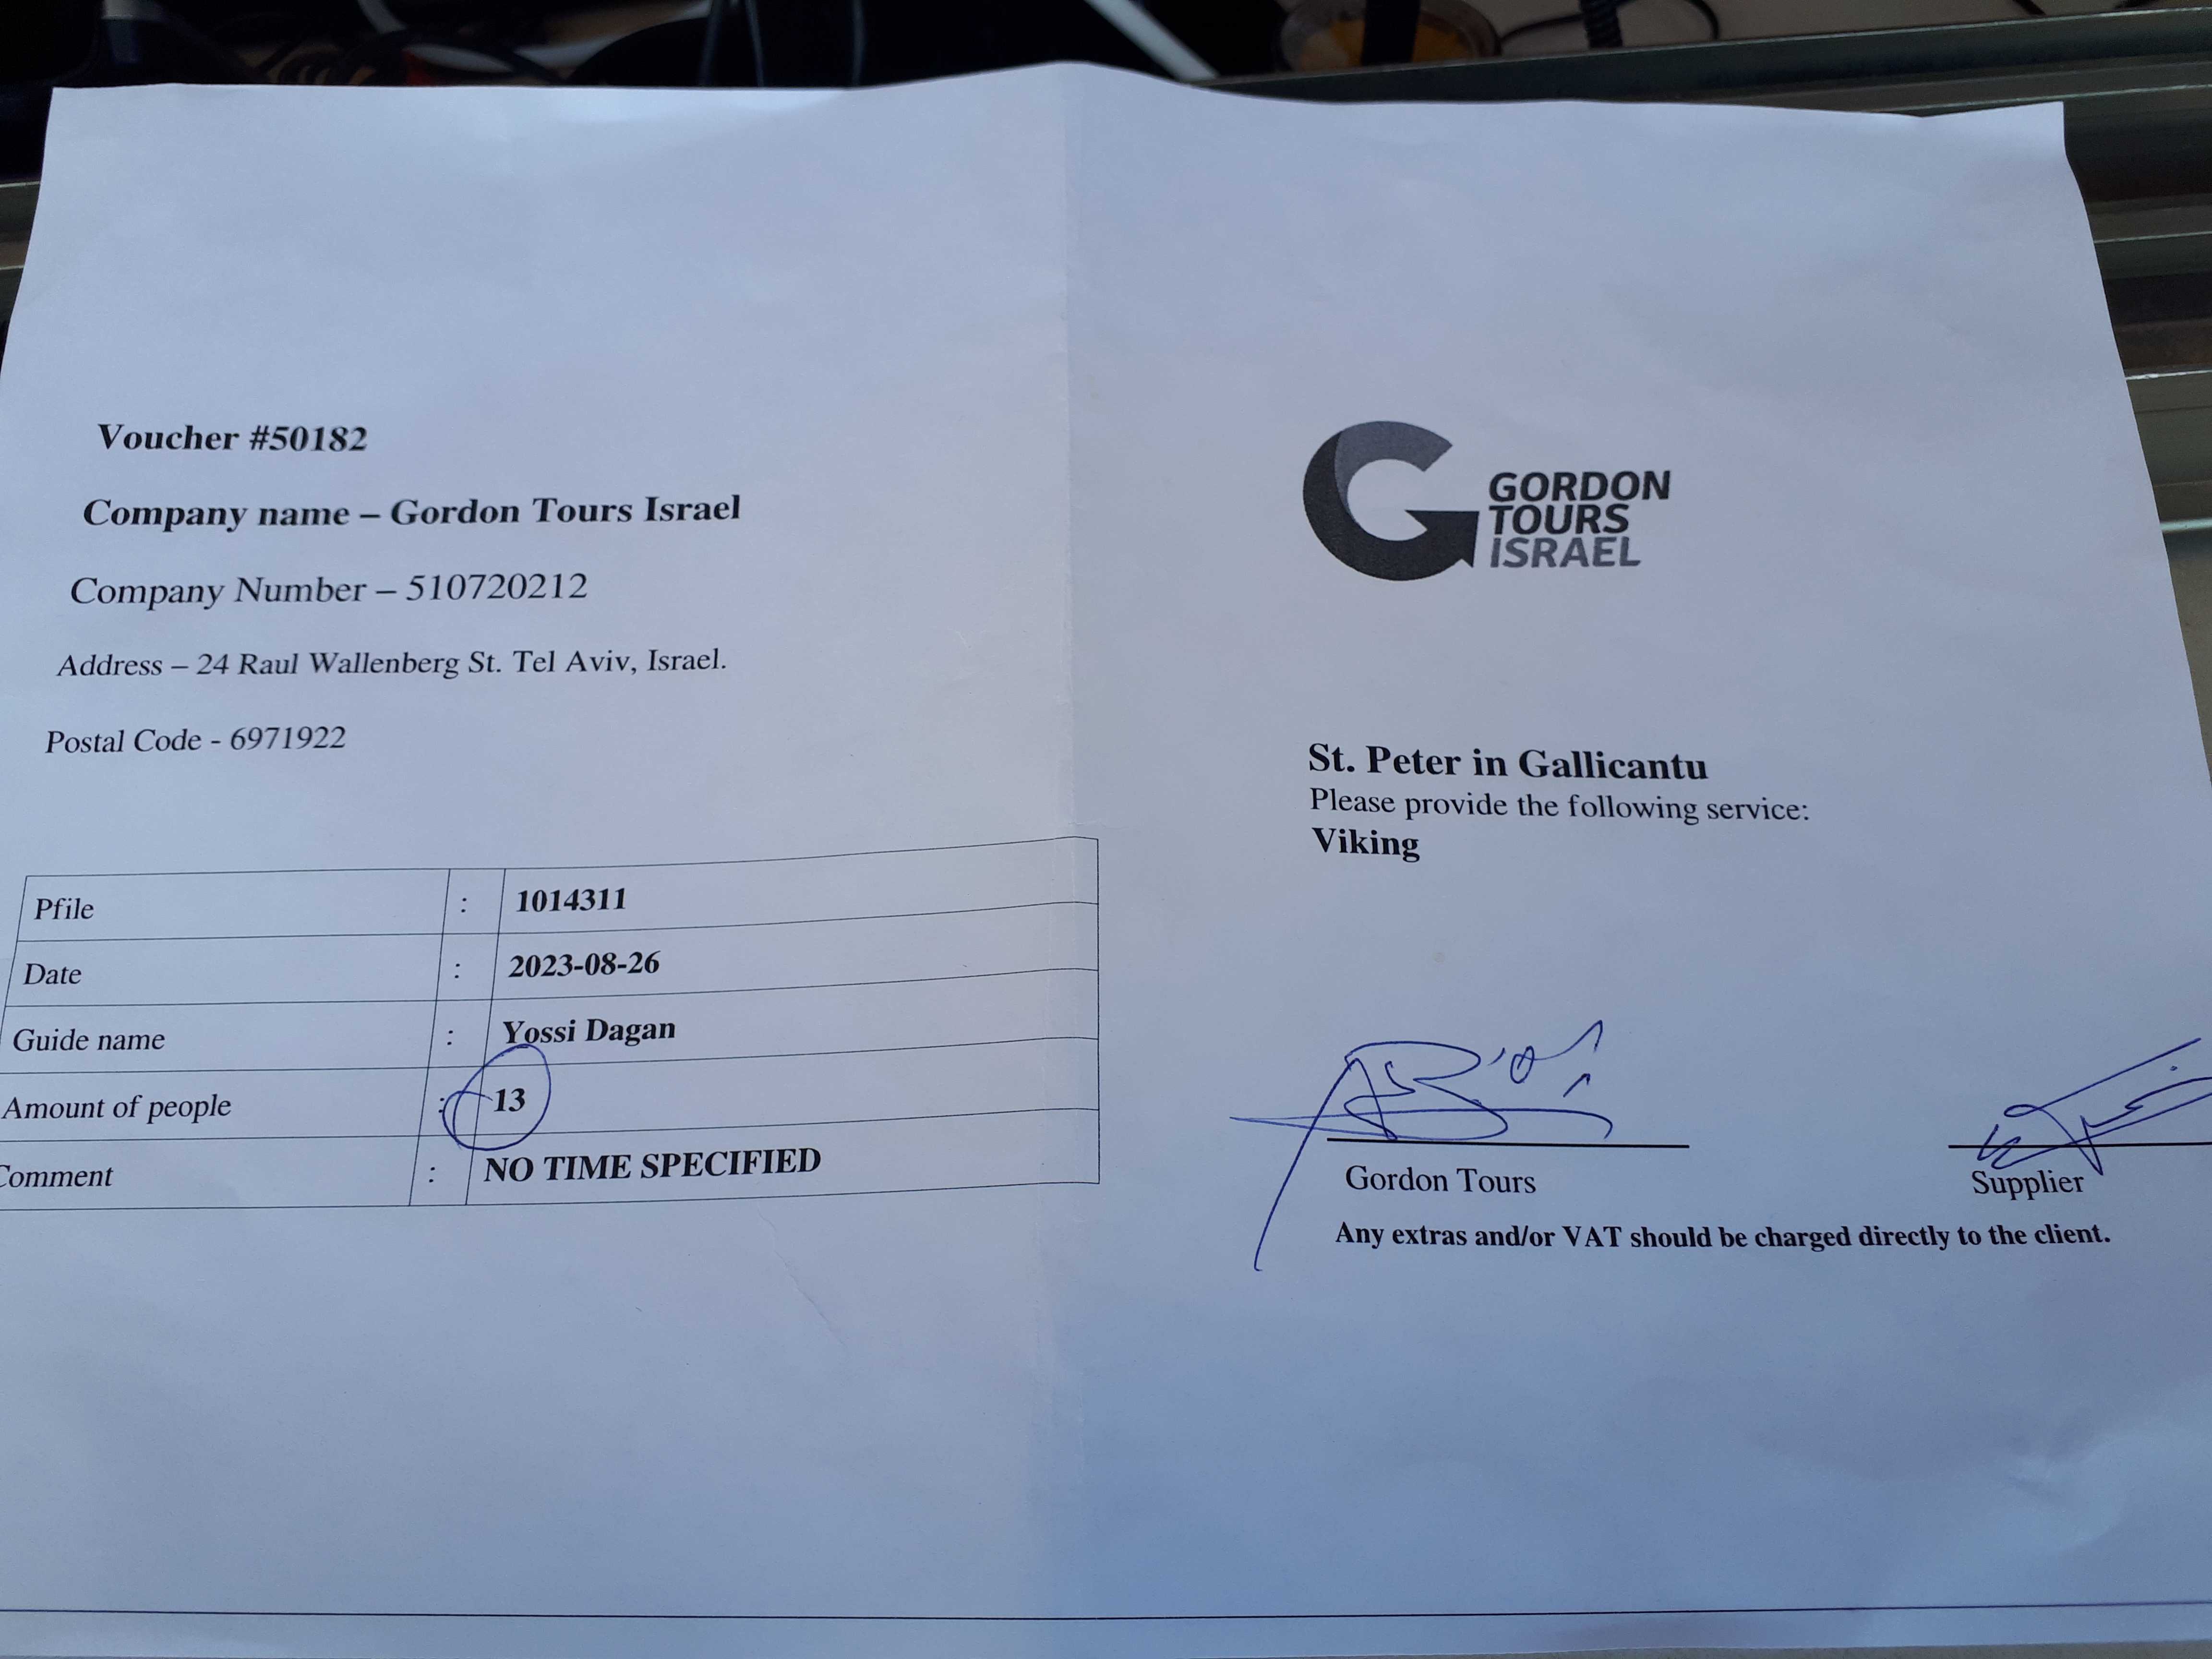 Voucher #50182
Company name – Gordon Tours Israel
Company Number – 510720212
Address – 24 Raul Wallenberg St. Tel Aviv, Israel.
Postal Code - 6971922
Pfile : 1014311
Date : 2023-08-26
Guide name : Yossi Dagan
Amount of people : 13
Comment : NO TIME SPECIFIED
GORDON
TOURS
ISRAEL
St. Peter in Gallicantu
Please provide the following service:
Viking
Gordon Tours
Supplier
Any extras and/or VAT should be charged directly to the client.